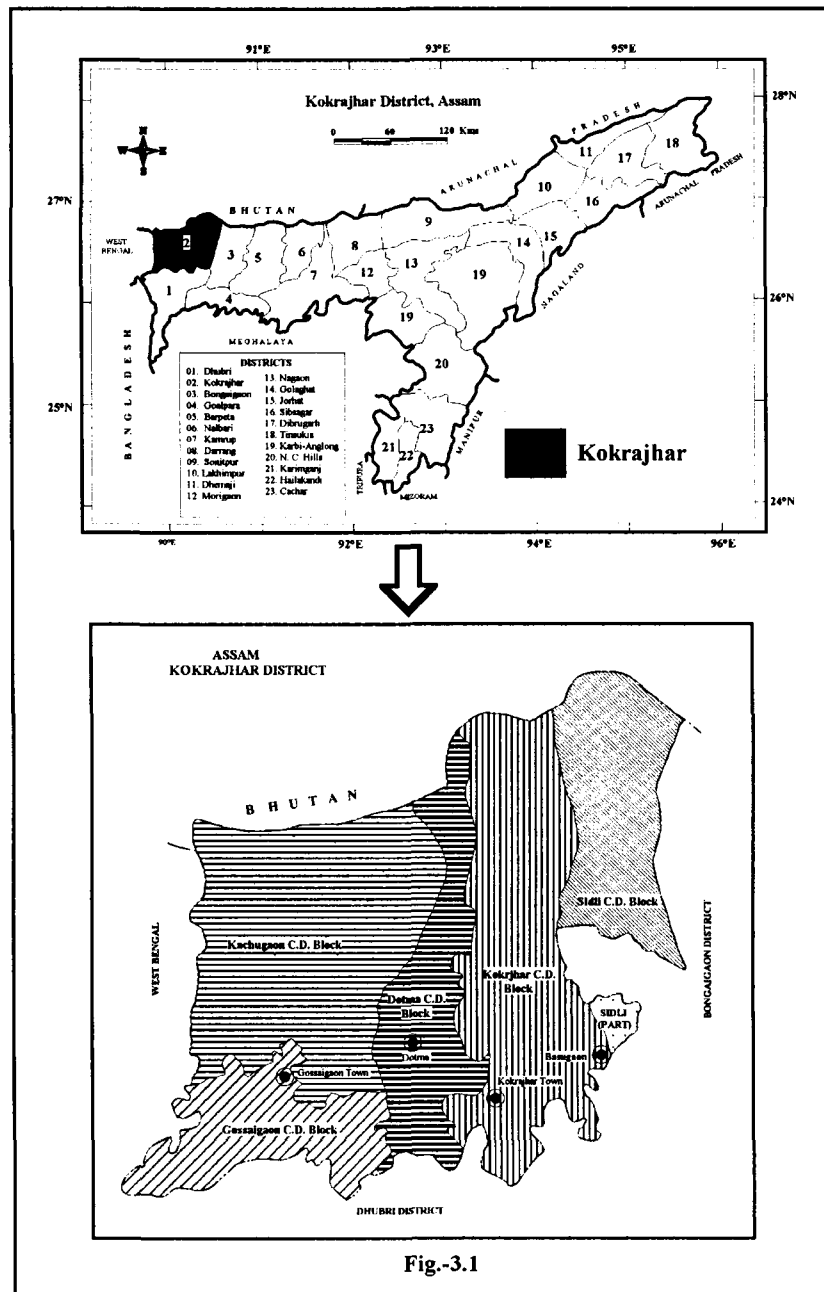 91°E 93°E 95°E
Kokrajhar District, Assam
0 60 120 Kms
N
W E
S
28°N
28°N
27°N
27°N
26°N
25°N
24°N
WEST
BENGAL
BHUTAN
ARUNACHAL
PRADESH
ARUNACHAL PRADESH
NAGALAND
MANIPUR
MIZORAM
TRIPURA
MEGHALAYA
BANGLADESH
1
2
3
4
5
6
7
8
9
10
11
12
13
14
15
16
17
18
19
19
20
21
22
23
DISTRICTS
01. Dhubri
02. Kokrajhar
03. Bongaigaon
04. Goalpara
05. Barpeta
06. Nalbari
07. Kamrup
08. Darrang
09. Sonitpur
10. Lakhimpur
11. Dhemaji
12. Morigaon
13. Nagaon
14. Golaghat
15. Jorhat
16. Sibsagar
17. Dibrugarh
18. Tinsukia
19. Karbi-Anglong
20. N. C Hills
21. Karimganj
22. Hailakandi
23. Cachar
Kokrajhar
90°E 92°E 94°E 96°E
ASSAM
KOKRAJHAR DISTRICT
BHUTAN
WEST BENGAL
BONGAIGAON DISTRICT
Sidli C.D. Block
Kachugaon C.D. Block
Kokrjhar C.D.
Block
Dotma C.D.
Block
SIDLI
(PART)
Dotma
Basugaon
Gossaigaon Town
Kokrajhar Town
Gossaigaon C.D. Block
DHUBRI DISTRICT
Fig.-3.1